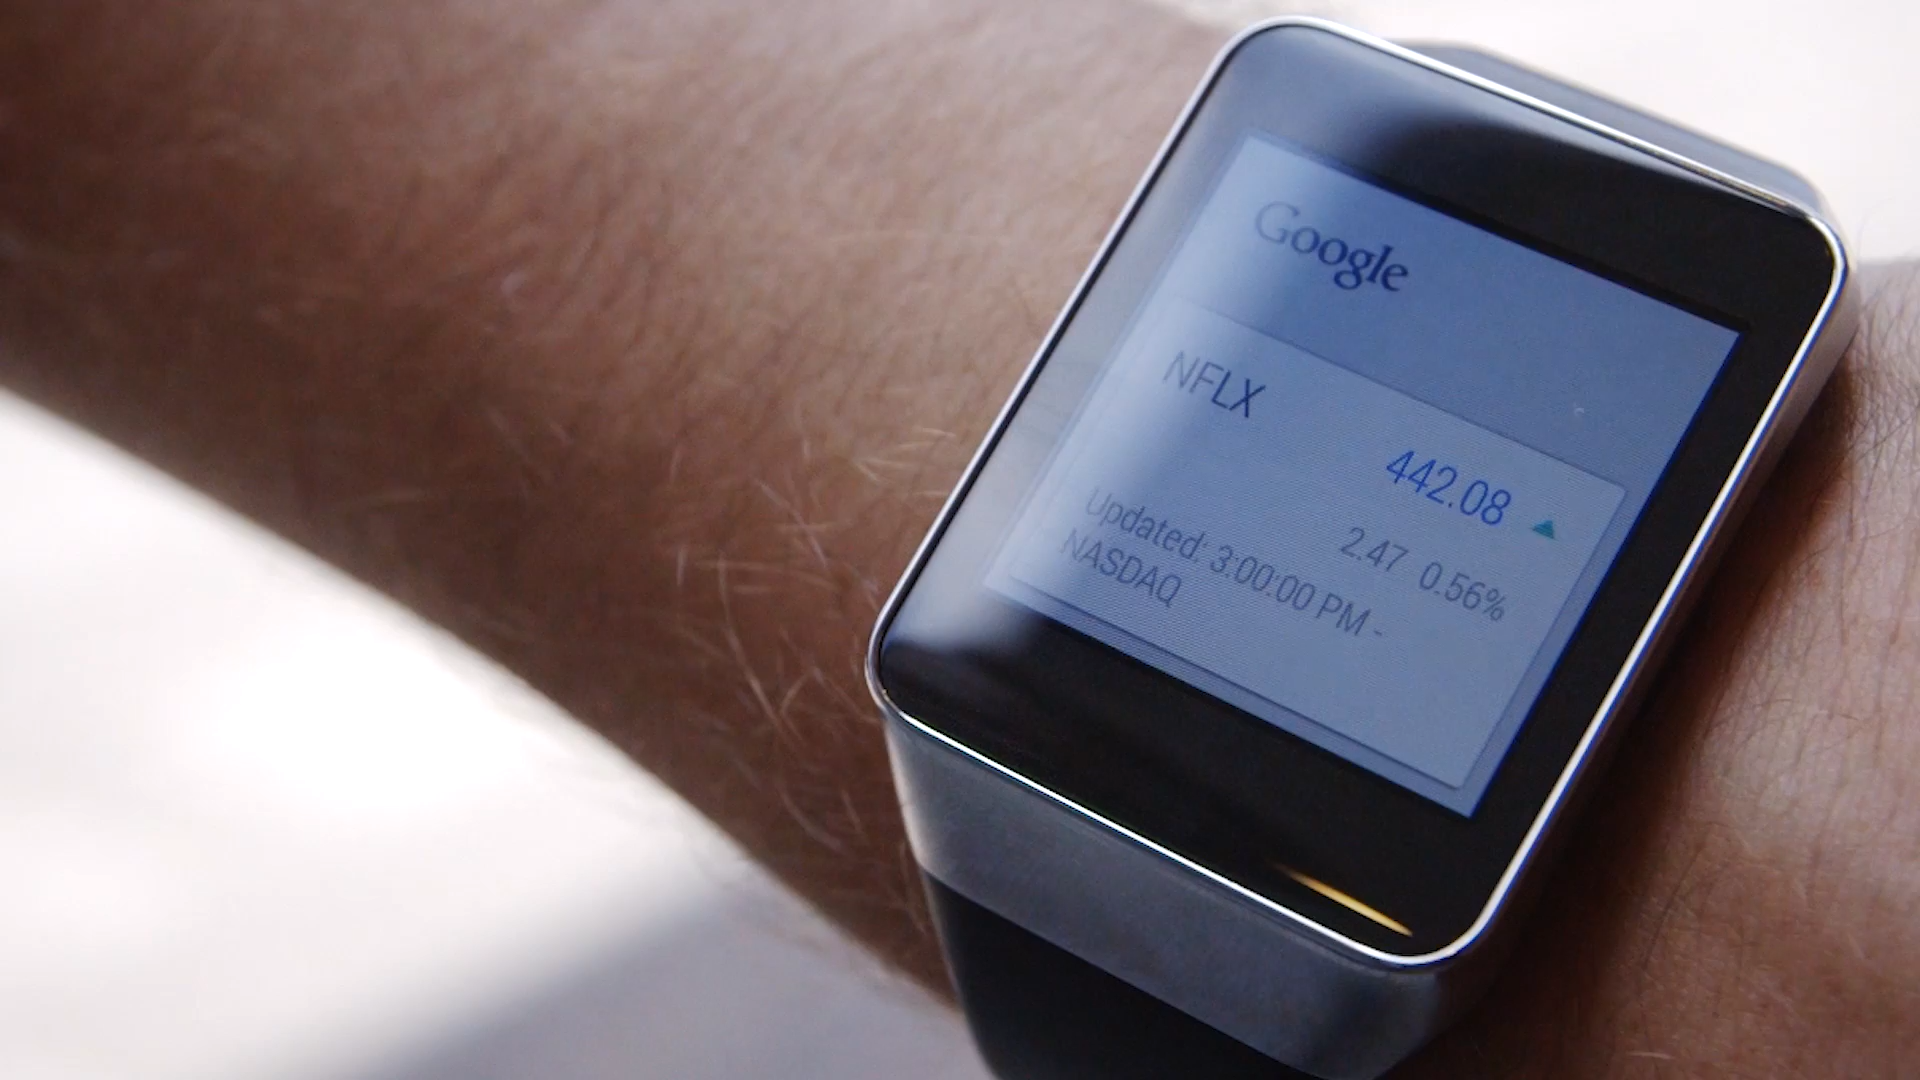 Google
NFLX
442.08 ▲
2.47 0.56%
Updated: 3:00:00 PM -
NASDAQ